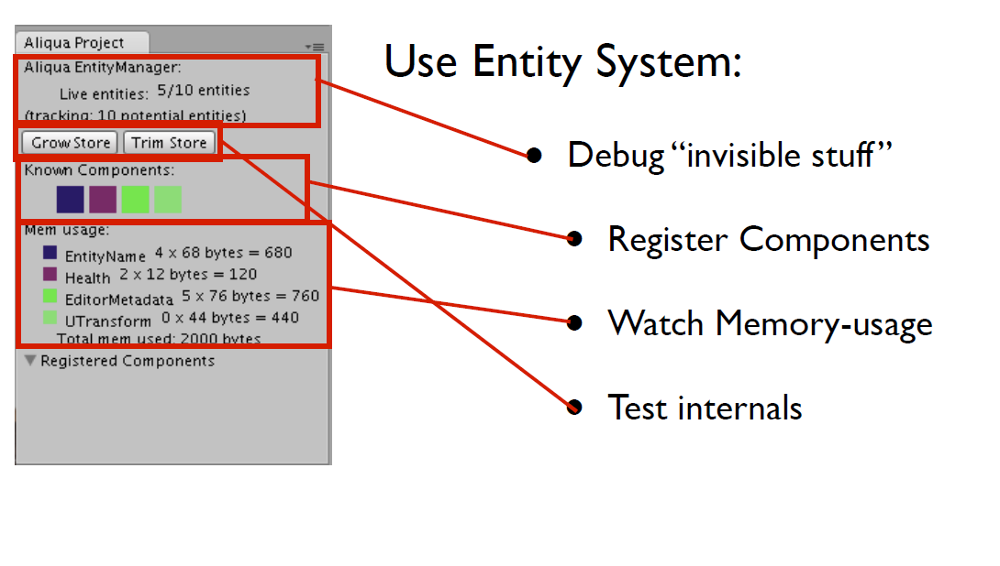 Aliqua Project
Aliqua EntityManager:
Live entities: 5/10 entities
(tracking: 10 potential entities)
Grow Store Trim Store
Known Components:
Mem usage:
EntityName 4 x 68 bytes = 680
Health 2 x 12 bytes = 120
EditorMetadata 5 x 76 bytes = 760
UTransform 0 x 44 bytes = 440
Total mem used: 2000 bytes
Registered Components
Use Entity System:
Debug “invisible stuff”
Register Components
Watch Memory-usage
Test internals